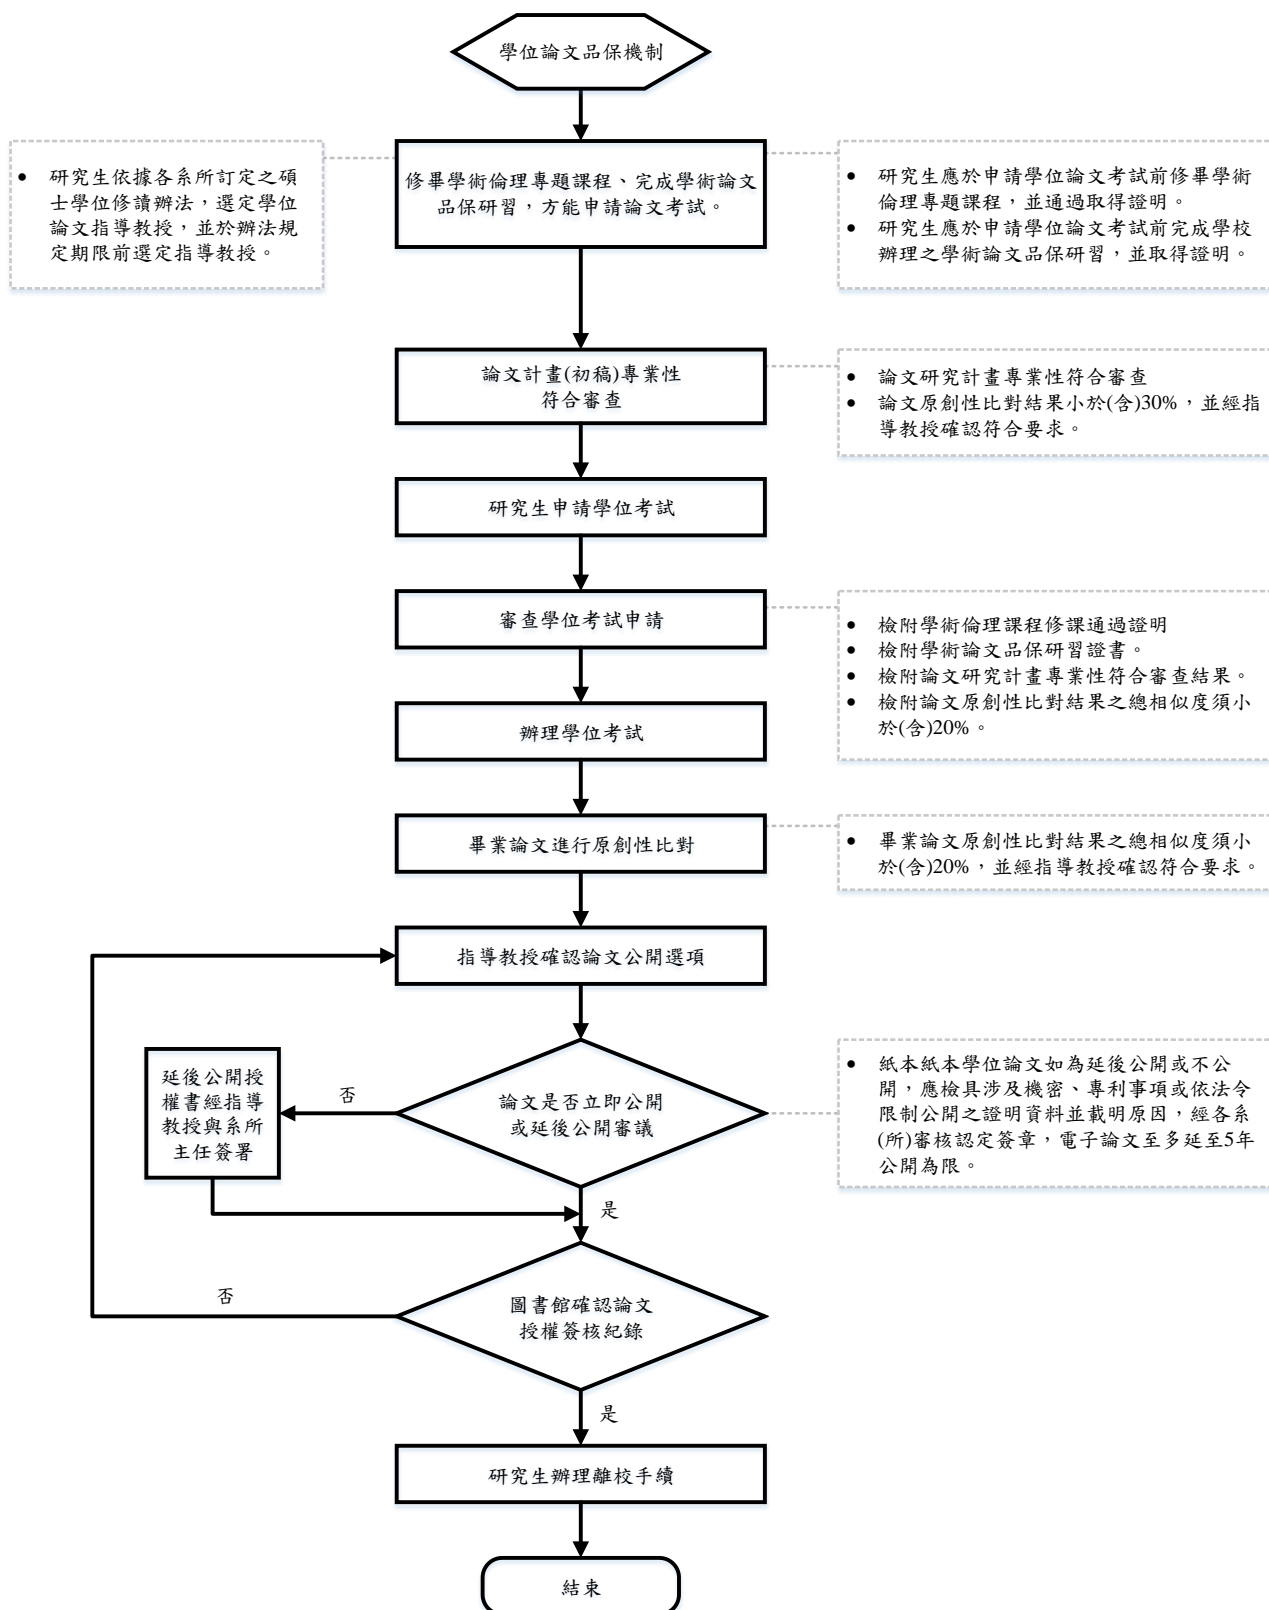 學位論文品保機制
• 研究生依據各系所訂定之碩
士學位修讀辦法，選定學位
論文指導教授，並於辦法規
定期限前選定指導教授。
修畢學術倫理專題課程、完成學術論文
品保研習，方能申請論文考試。
• 研究生應於申請學位論文考試前修畢學術
倫理專題課程，並通過取得證明。
• 研究生應於申請學位論文考試前完成學校
辦理之學術論文品保研習，並取得證明。
論文計畫(初稿)專業性
符合審查
• 論文研究計畫專業性符合審查
• 論文原創性比對結果小於(含)30%，並經指
導教授確認符合要求。
研究生申請學位考試
審查學位考試申請
• 檢附學術倫理課程修課通過證明
• 檢附學術論文品保研習證書。
• 檢附論文研究計畫專業性符合審查結果。
• 檢附論文原創性比對結果之總相似度須小
於(含)20%。
辦理學位考試
畢業論文進行原創性比對
• 畢業論文原創性比對結果之總相似度須小
於(含)20%，並經指導教授確認符合要求。
指導教授確認論文公開選項
延後公開授
權書經指導
教授與系所
主任簽署
否
論文是否立即公開
或延後公開審議
• 紙本紙本學位論文如為延後公開或不公
開，應檢具涉及機密、專利事項或依法令
限制公開之證明資料並載明原因，經各系
(所)審核認定簽章，電子論文至多延至5年
公開為限。
是
否
圖書館確認論文
授權簽核紀錄
是
研究生辦理離校手續
結束